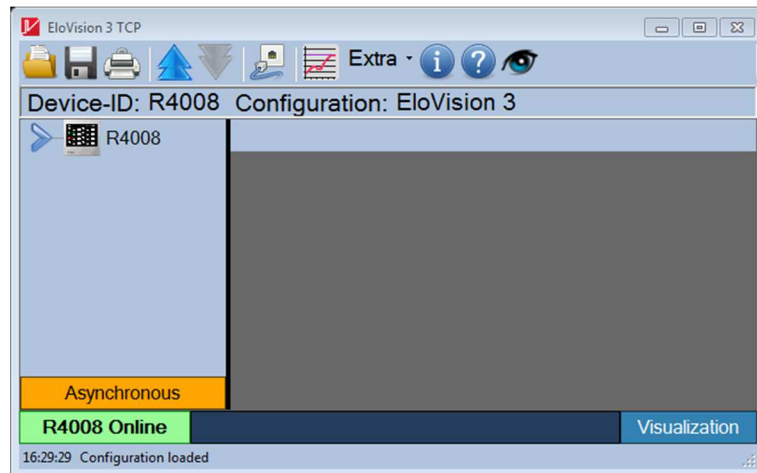 EloVision 3 TCP
Extra
Device-ID: R4008 Configuration: EloVision 3
R4008
Asynchronous
R4008 Online
Visualization
16:29:29 Configuration loaded